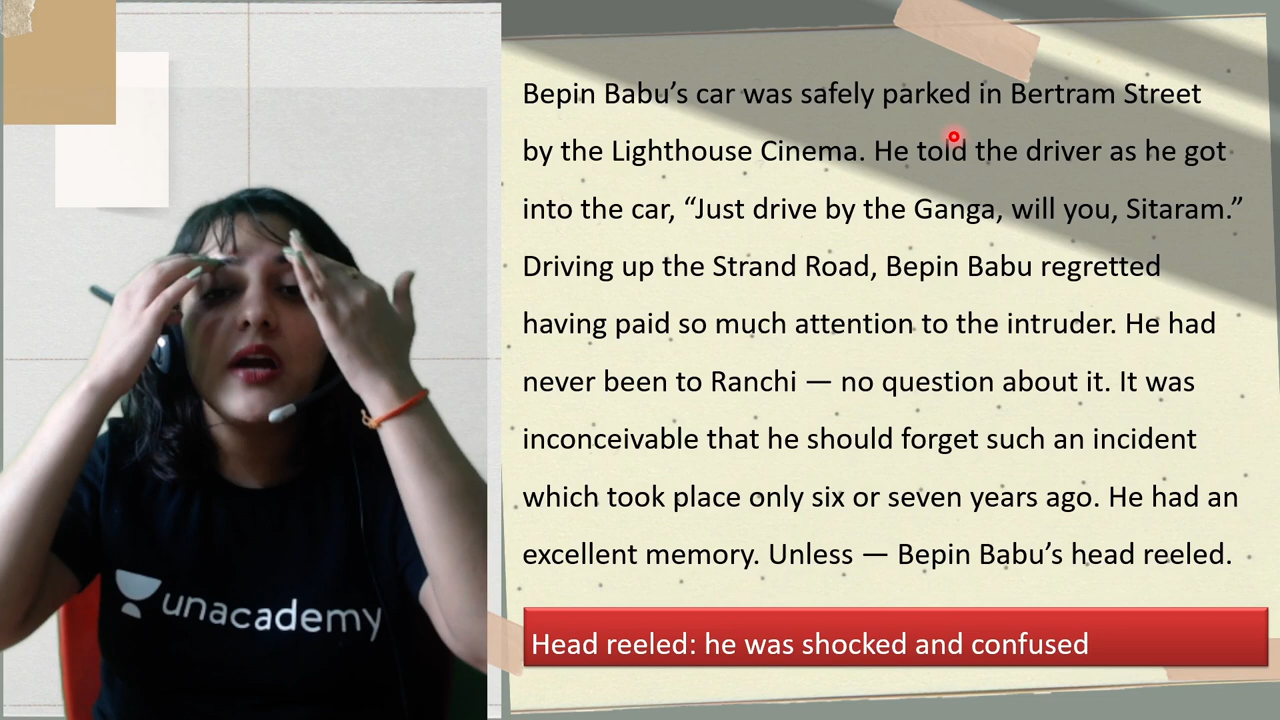 Bepin Babu’s car was safely parked in Bertram Street
by the Lighthouse Cinema. He told the driver as he got
into the car, “Just drive by the Ganga, will you, Sitaram.”
Driving up the Strand Road, Bepin Babu regretted
having paid so much attention to the intruder. He had
never been to Ranchi — no question about it. It was
inconceivable that he should forget such an incident
which took place only six or seven years ago. He had an
excellent memory. Unless — Bepin Babu’s head reeled.
Head reeled: he was shocked and confused
unacademy